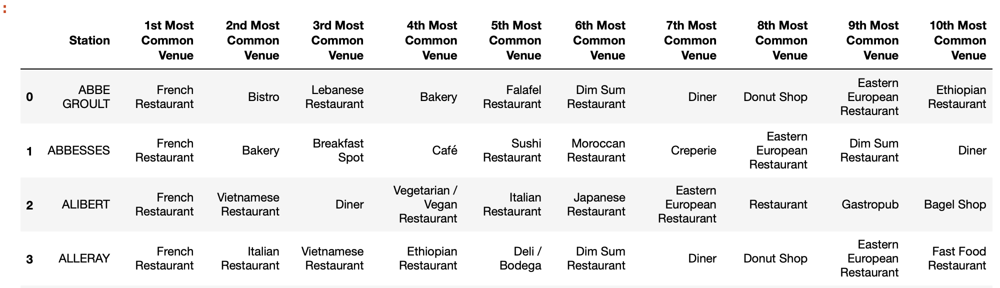 :
Station 1st Most Common Venue 2nd Most Common Venue 3rd Most Common Venue 4th Most Common Venue 5th Most Common Venue 6th Most Common Venue 7th Most Common Venue 8th Most Common Venue 9th Most Common Venue 10th Most Common Venue
0 ABBE GROULT French Restaurant Bistro Lebanese Restaurant Bakery Falafel Restaurant Dim Sum Restaurant Diner Donut Shop Eastern European Restaurant Ethiopian Restaurant
1 ABBESSES French Restaurant Bakery Breakfast Spot Café Sushi Restaurant Moroccan Restaurant Creperie Eastern European Restaurant Dim Sum Restaurant Diner
2 ALIBERT French Restaurant Vietnamese Restaurant Diner Vegetarian / Vegan Restaurant Italian Restaurant Japanese Restaurant Eastern European Restaurant Restaurant Gastropub Bagel Shop
3 ALLERAY French Restaurant Italian Restaurant Vietnamese Restaurant Ethiopian Restaurant Deli / Bodega Dim Sum Restaurant Diner Donut Shop Eastern European Restaurant Fast Food Restaurant